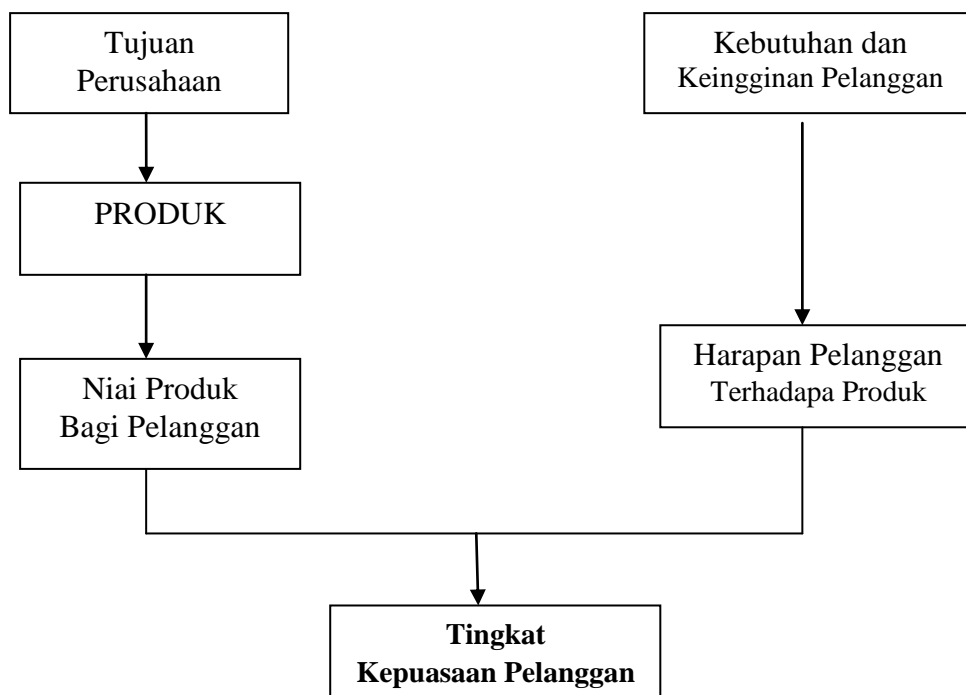 Tujuan
Perusahaan
Kebutuhan dan
Keingginan Pelanggan
PRODUK
Niai Produk
Bagi Pelanggan
Harapan Pelanggan
Terhadapa Produk
Tingkat
Kepuasaan Pelanggan